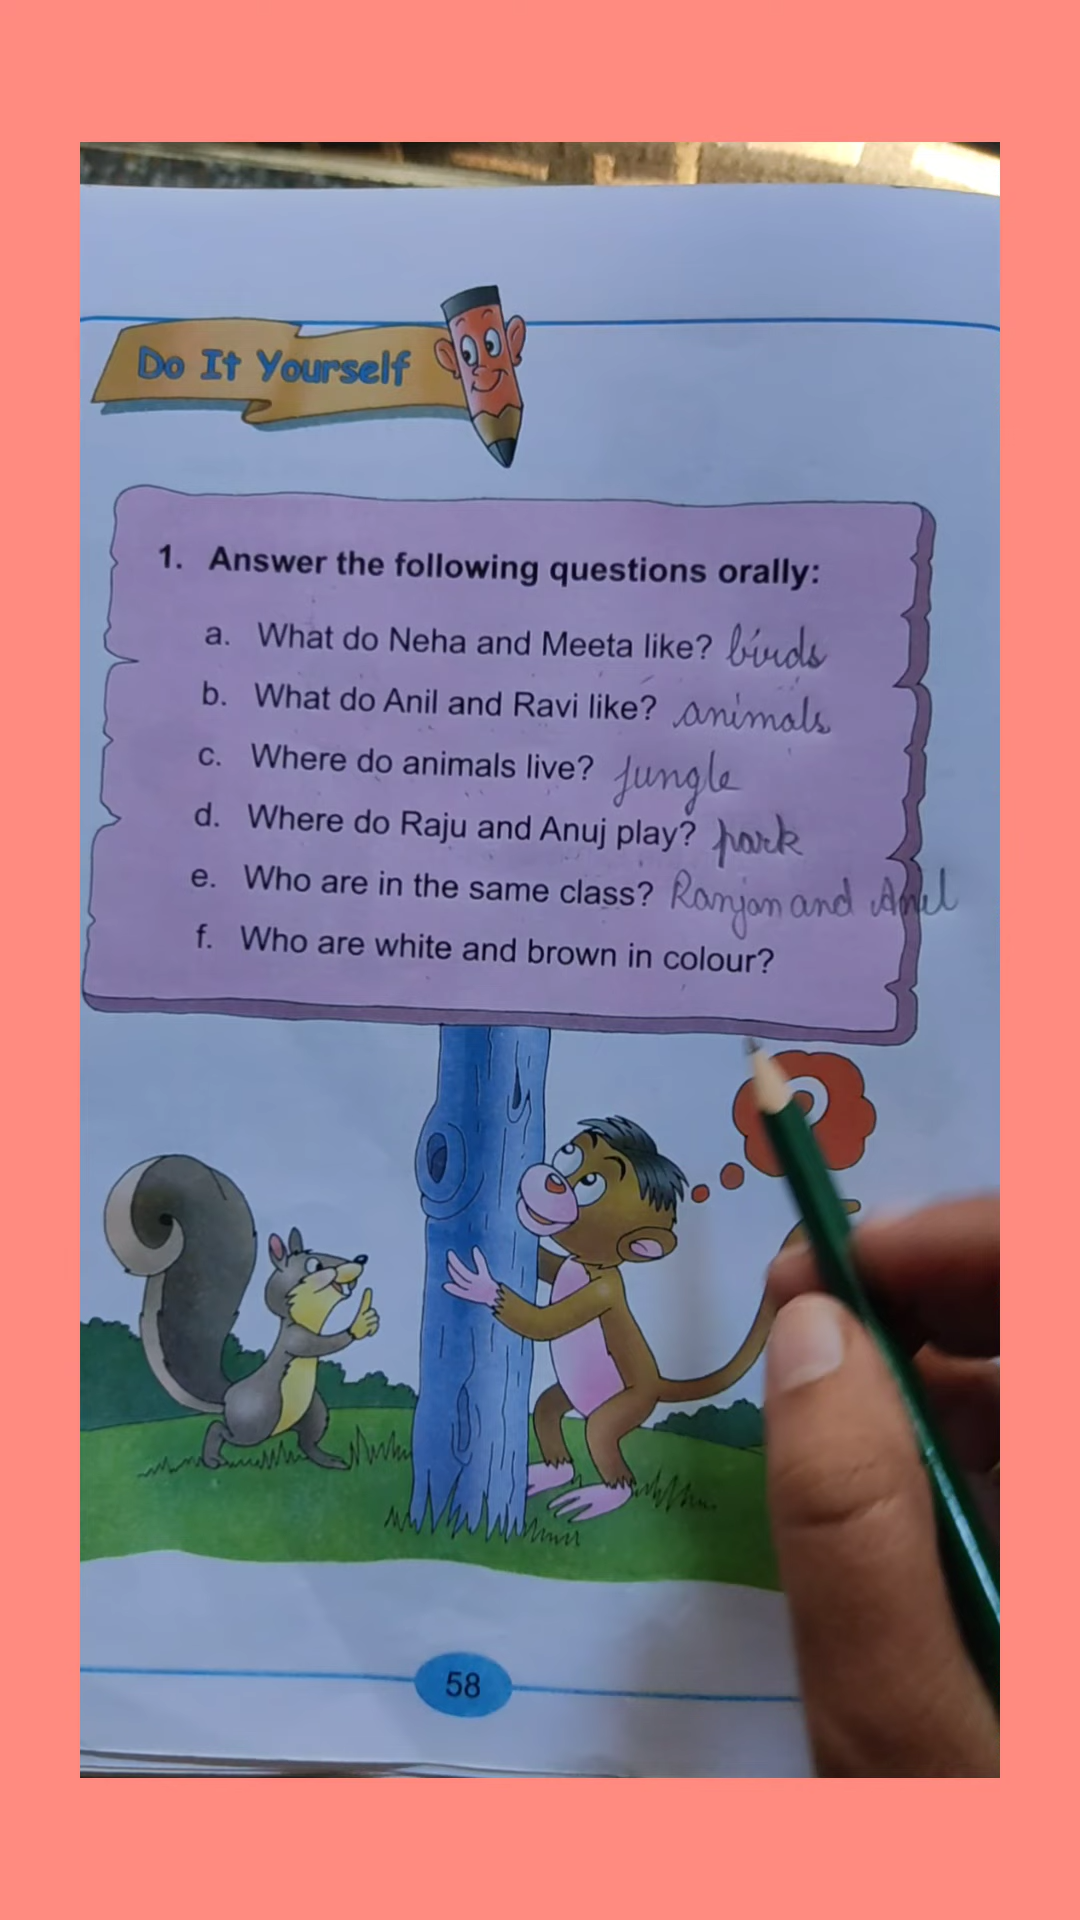 Do It Yourself
1. Answer the following questions orally:
a. What do Neha and Meeta like? birds
b. What do Anil and Ravi like? animals
c. Where do animals live? Jungle
d. Where do Raju and Anuj play? park
e. Who are in the same class? Ranjan and Anil
f. Who are white and brown in colour?
58